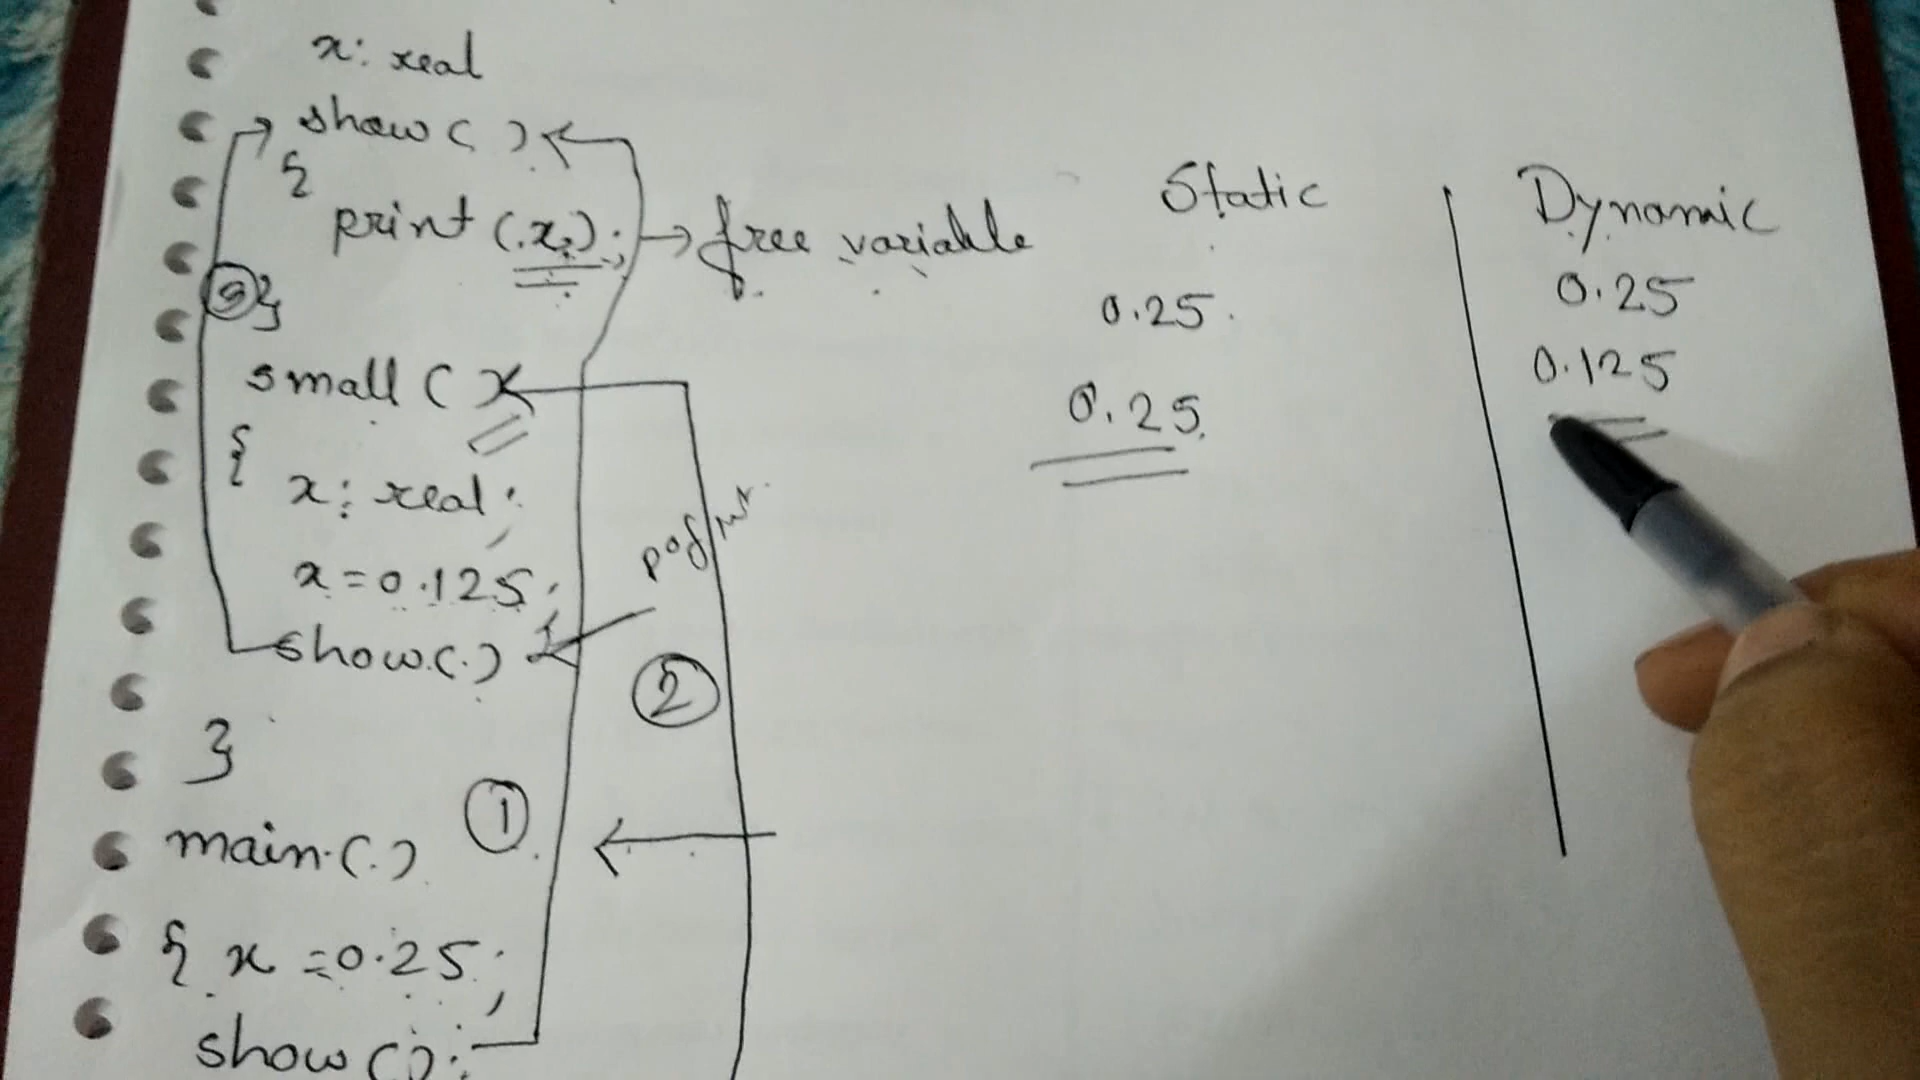 x: real
show ( )
{
print (x); → free variable
③ }
small ( )
{
x: real;
x = 0.125;
show ( )
②
}
main ( ) ①
{ x = 0.25;
show ( );
Static
0.25
0.25
Dynamic
0.25
0.125